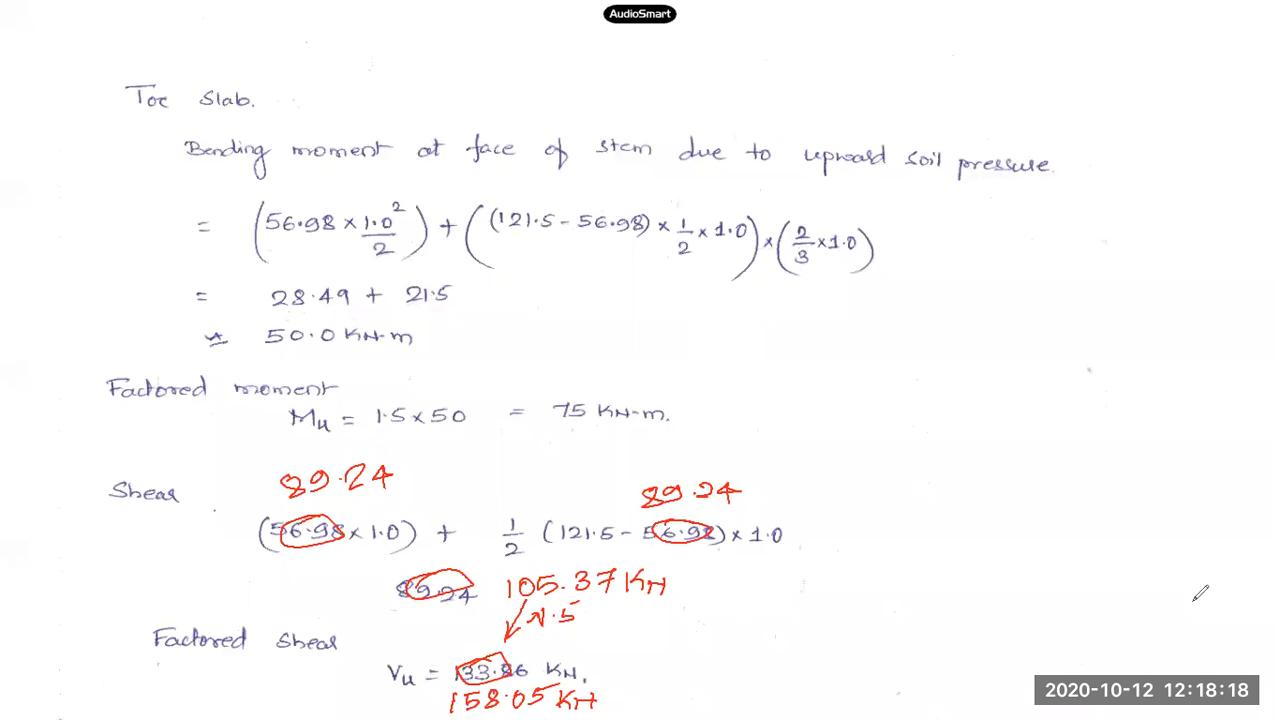 AudioSmart
Toe Slab.
Bending moment at face of stem due to upward soil pressure.
= (56.98 × 1.0²/2) + ((121.5 - 56.98) × 1/2 × 1.0) × (2/3 × 1.0)
= 28.49 + 21.5
≃ 50.0 KN-m
Factored moment
Mu = 1.5 × 50 = 75 KN-m.
89.24 89.24
Shear
(56.98 × 1.0) + 1/2 (121.5 - 56.98) × 1.0
89.24 105.37 KN
×1.5
Factored Shear
Vu = 133.86 KN.
158.05 KN
2020-10-12 12:18:18